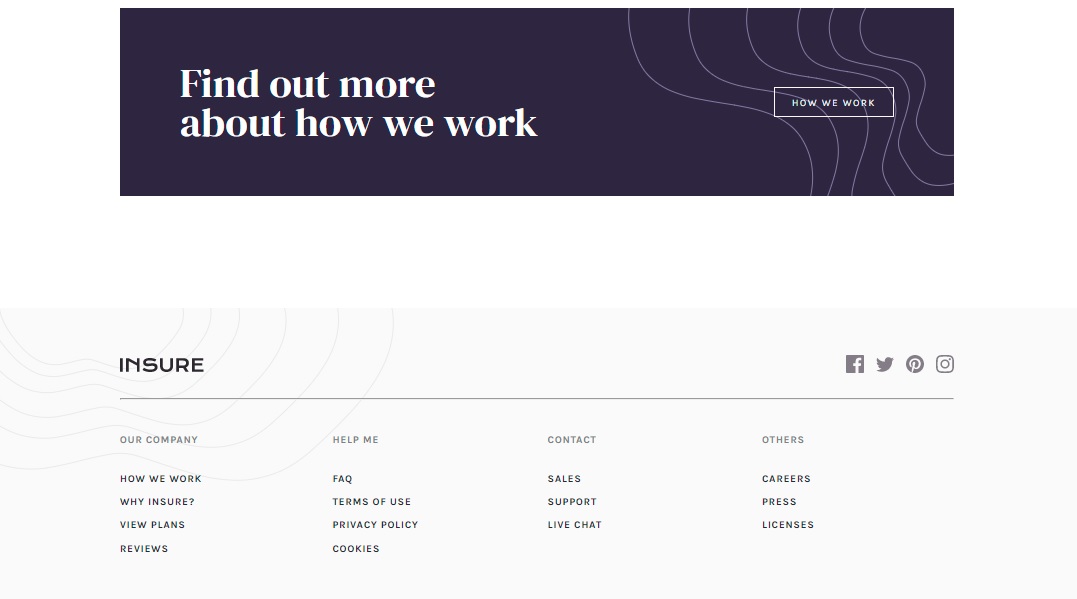 Find out more
about how we work
HOW WE WORK
INSURE
OUR COMPANY
HOW WE WORK
WHY INSURE?
VIEW PLANS
REVIEWS
HELP ME
FAQ
TERMS OF USE
PRIVACY POLICY
COOKIES
CONTACT
SALES
SUPPORT
LIVE CHAT
OTHERS
CAREERS
PRESS
LICENSES